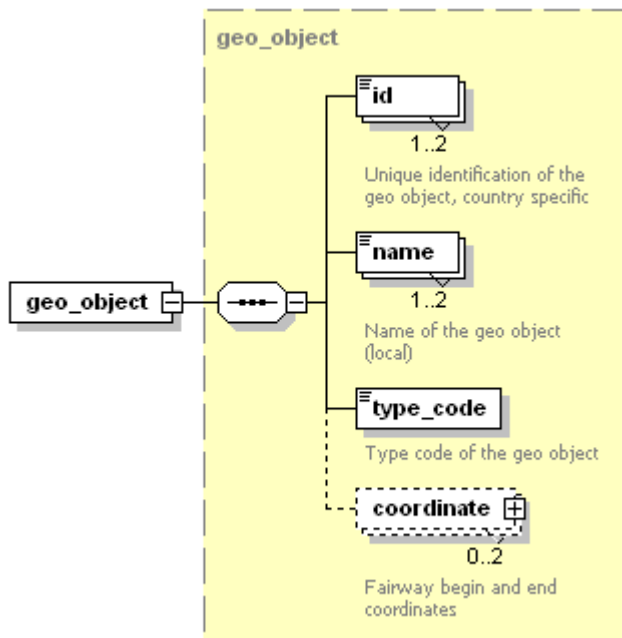 geo_object
id
1..2
Unique identification of the
geo object, country specific
name
1..2
Name of the geo object
(local)
geo_object
type_code
Type code of the geo object
coordinate
0..2
Fairway begin and end
coordinates